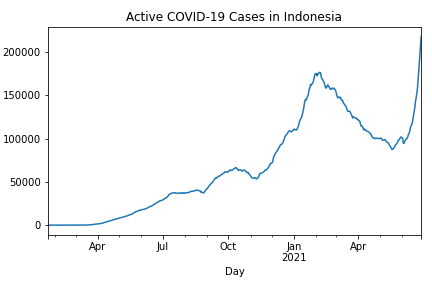 Active COVID-19 Cases in Indonesia
200000
150000
100000
50000
0
Apr Jul Oct Jan Apr
2021
Day